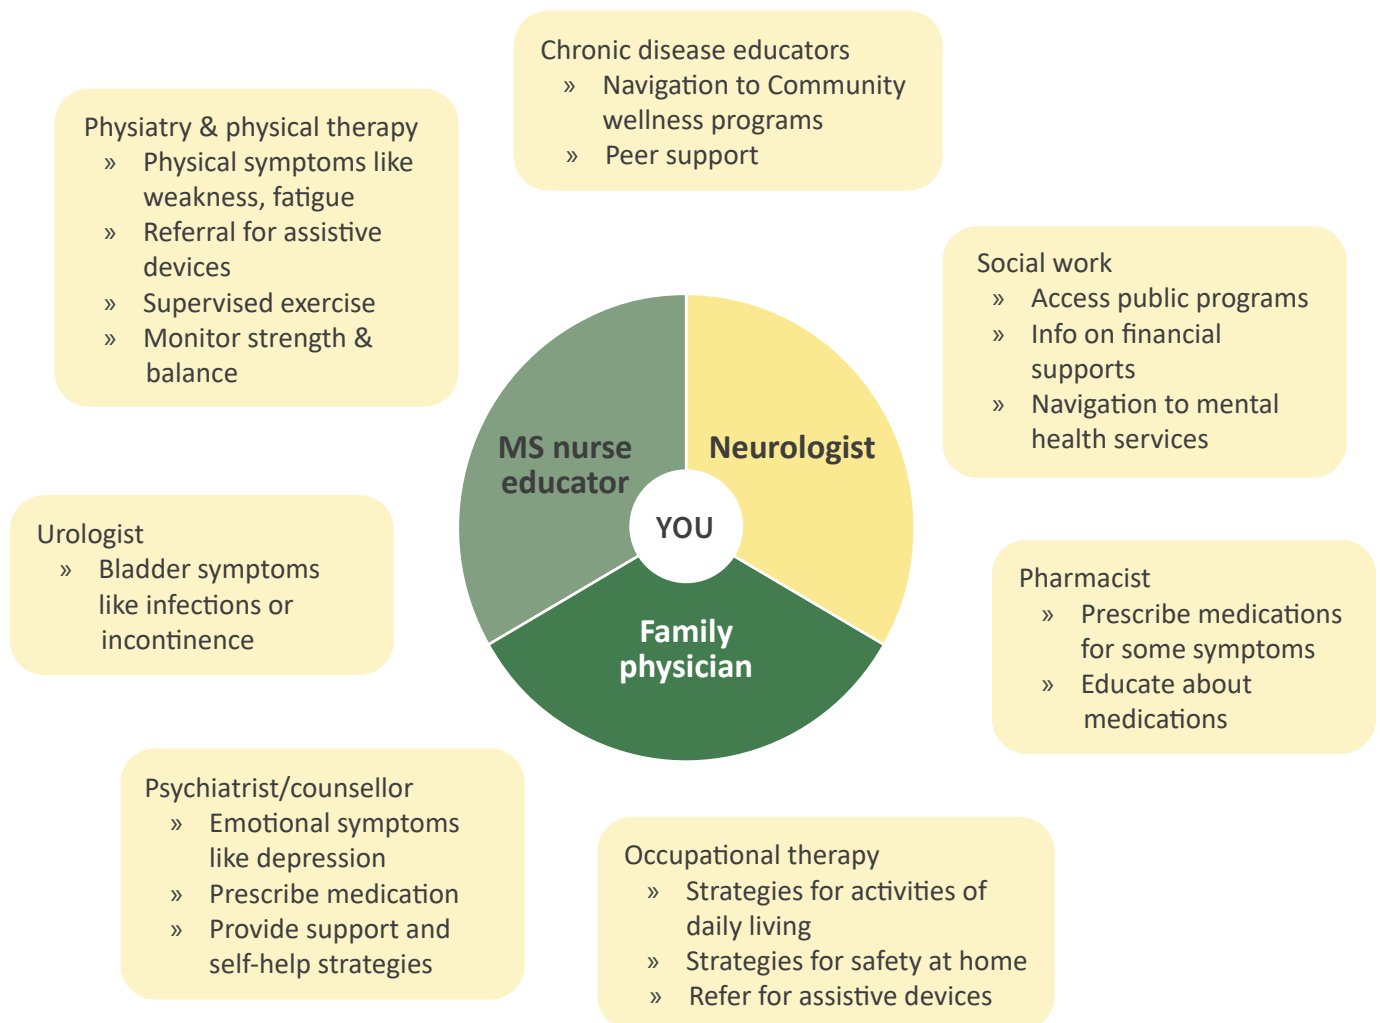 Chronic disease educators
» Navigation to Community
wellness programs
» Peer support
Physiatry & physical therapy
» Physical symptoms like
weakness, fatigue
» Referral for assistive
devices
» Supervised exercise
» Monitor strength &
balance
Social work
» Access public programs
» Info on financial
supports
» Navigation to mental
health services
MS nurse
educator
Neurologist
YOU
Family
physician
Urologist
» Bladder symptoms
like infections or
incontinence
Pharmacist
» Prescribe medications
for some symptoms
» Educate about
medications
Psychiatrist/counsellor
» Emotional symptoms
like depression
» Prescribe medication
» Provide support and
self-help strategies
Occupational therapy
» Strategies for activities of
daily living
» Strategies for safety at home
» Refer for assistive devices